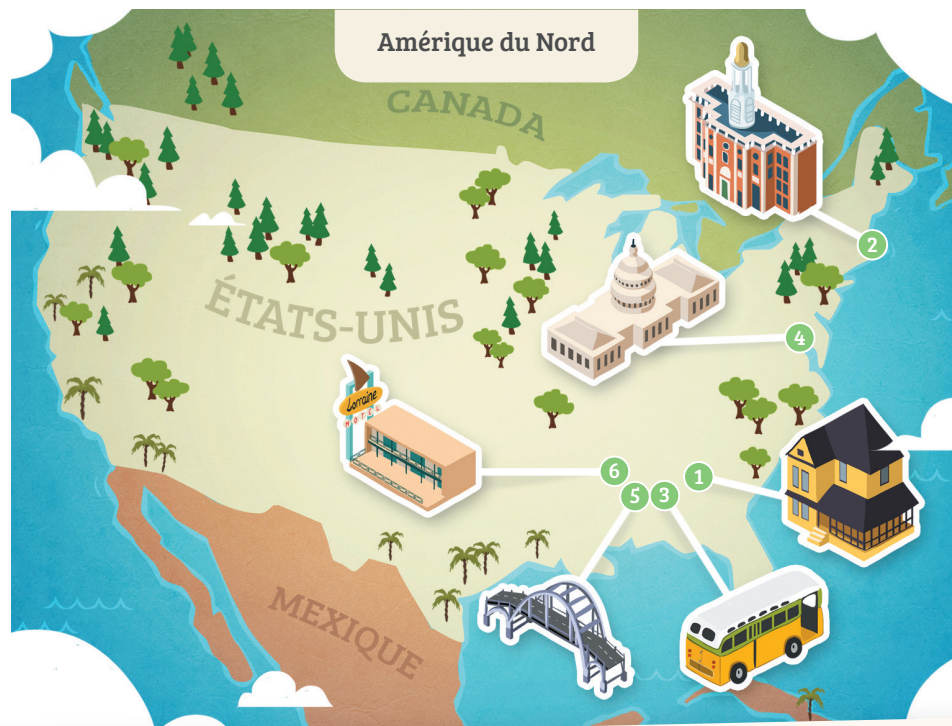 Amérique du Nord
CANADA
2
ÉTATS-UNIS
4
Lorraine
MOTEL
6
1
5
3
MEXIQUE